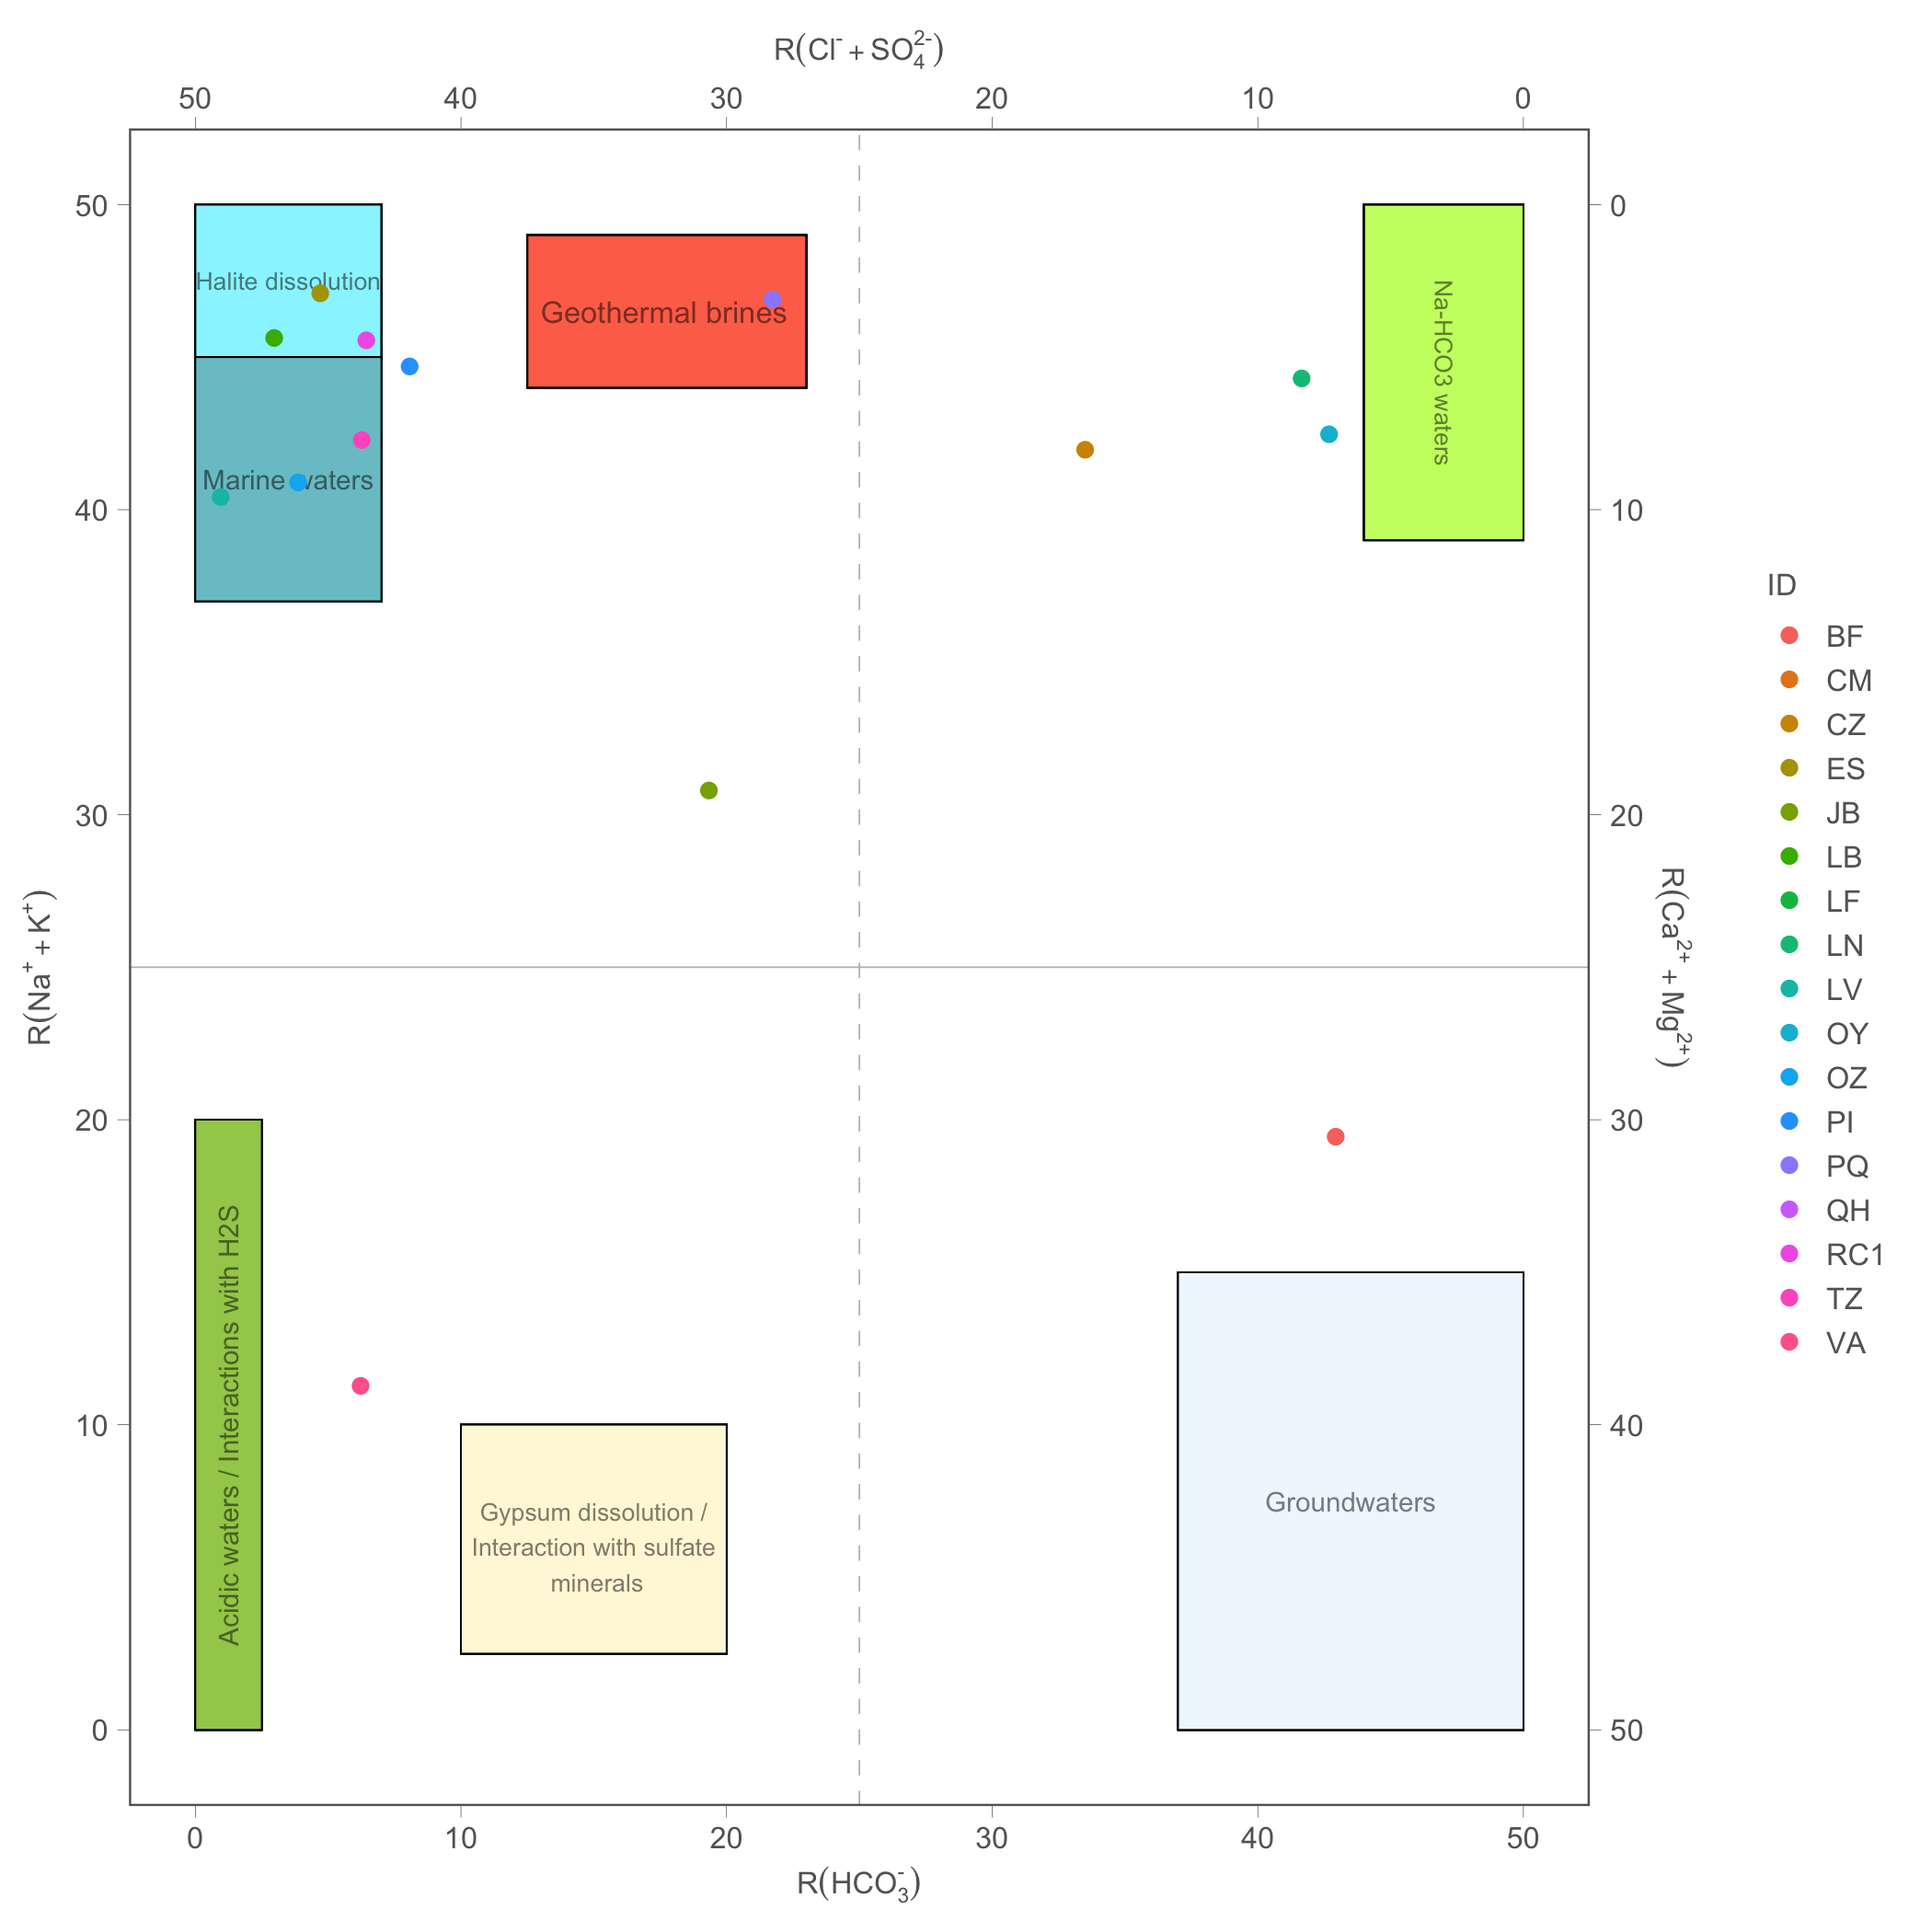 R(Cl⁻ + SO₄²⁻)
50 40 30 20 10 0
50 0
Halite dissolution
Geothermal brines
Na-HCO3 waters
Marine waters
40 10
30 20
R(Na⁺ + K⁺)
R(Ca²⁺ + Mg²⁺)
20 30
Acidic waters / Interactions with H2S
10 40
Gypsum dissolution /
Interaction with sulfate
minerals
Groundwaters
0 50
0 10 20 30 40 50
R(HCO₃⁻)
ID
BF
CM
CZ
ES
JB
LB
LF
LN
LV
OY
OZ
PI
PQ
QH
RC1
TZ
VA